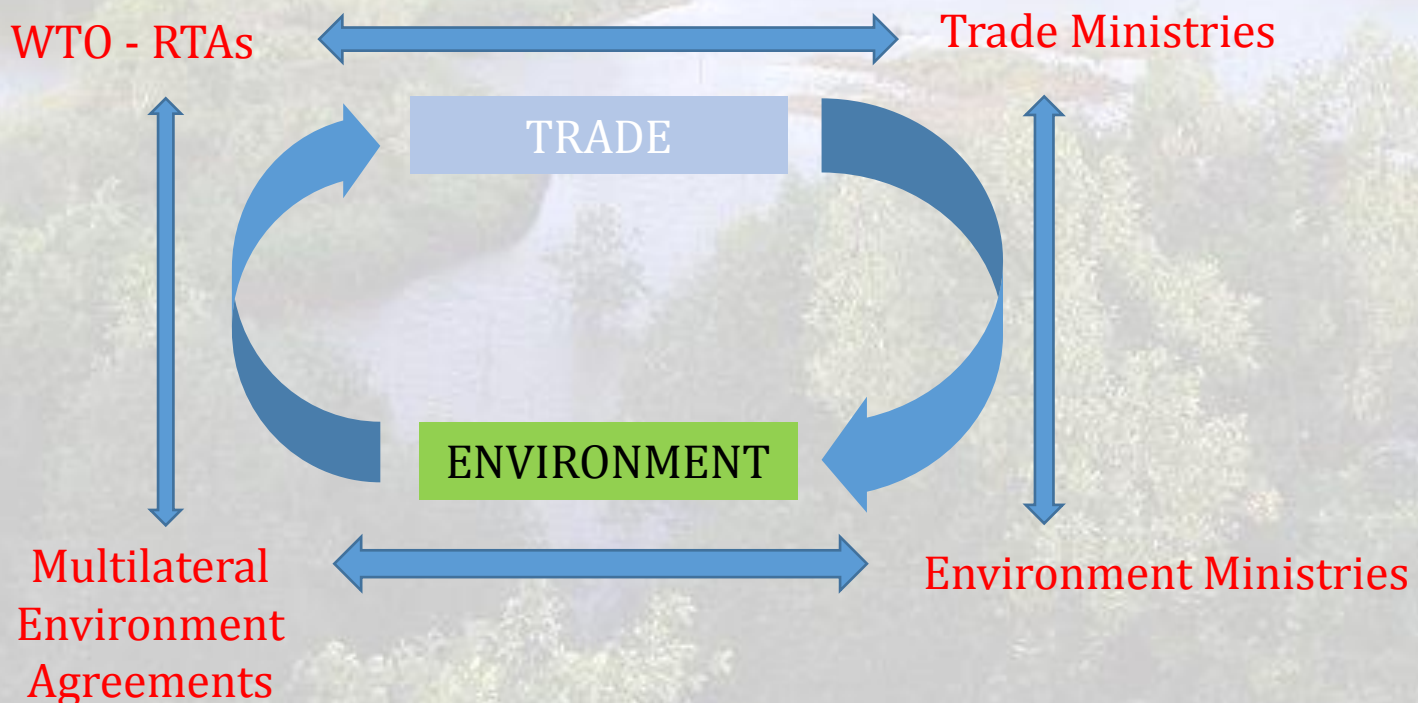 WTO - RTAs
Trade Ministries
TRADE
ENVIRONMENT
Multilateral
Environment
Agreements
Environment Ministries